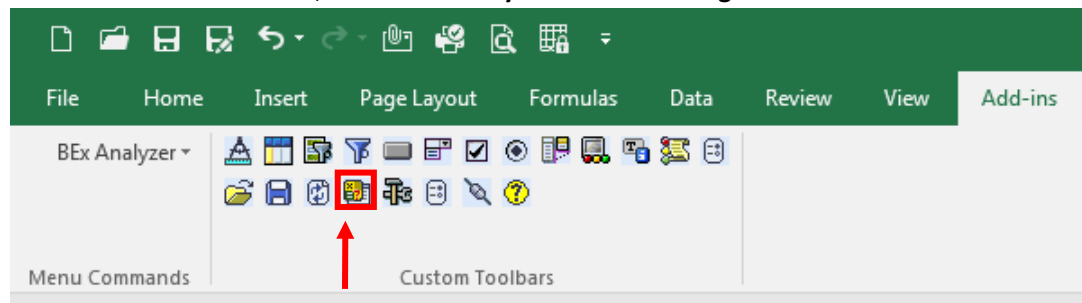 File Home Insert Page Layout Formulas Data Review View Add-ins
BEx Analyzer
Menu Commands Custom Toolbars